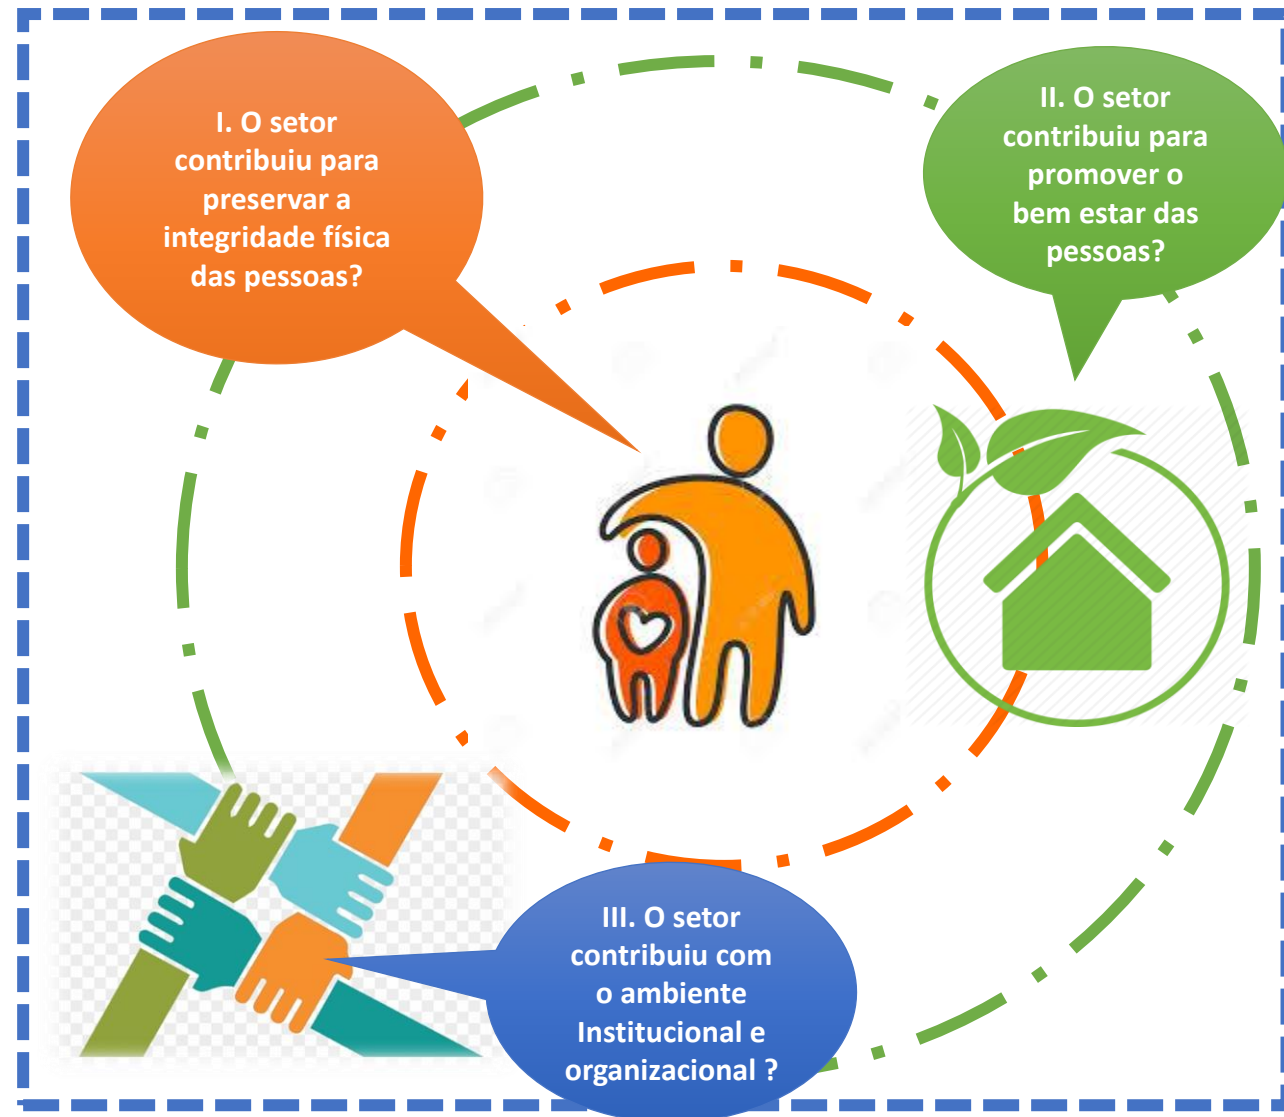 I. O setor
contribuiu para
preservar a
integridade física
das pessoas?
II. O setor
contribuiu para
promover o
bem estar das
pessoas?
III. O setor
contribuiu com
o ambiente
Institucional e
organizacional ?